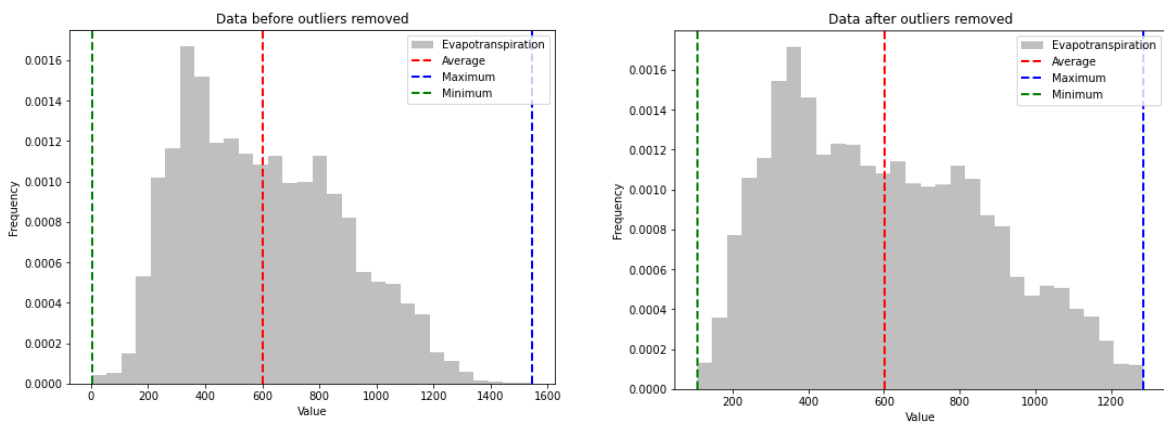 Data before outliers removed
Evapotranspiration
Average
Maximum
Minimum
0.0016
0.0014
0.0012
0.0010
0.0008
0.0006
0.0004
0.0002
0.0000
Frequency
0 200 400 600 800 1000 1200 1400 1600
Value
Data after outliers removed
Evapotranspiration
Average
Maximum
Minimum
0.0016
0.0014
0.0012
0.0010
0.0008
0.0006
0.0004
0.0002
0.0000
Frequency
200 400 600 800 1000 1200
Value